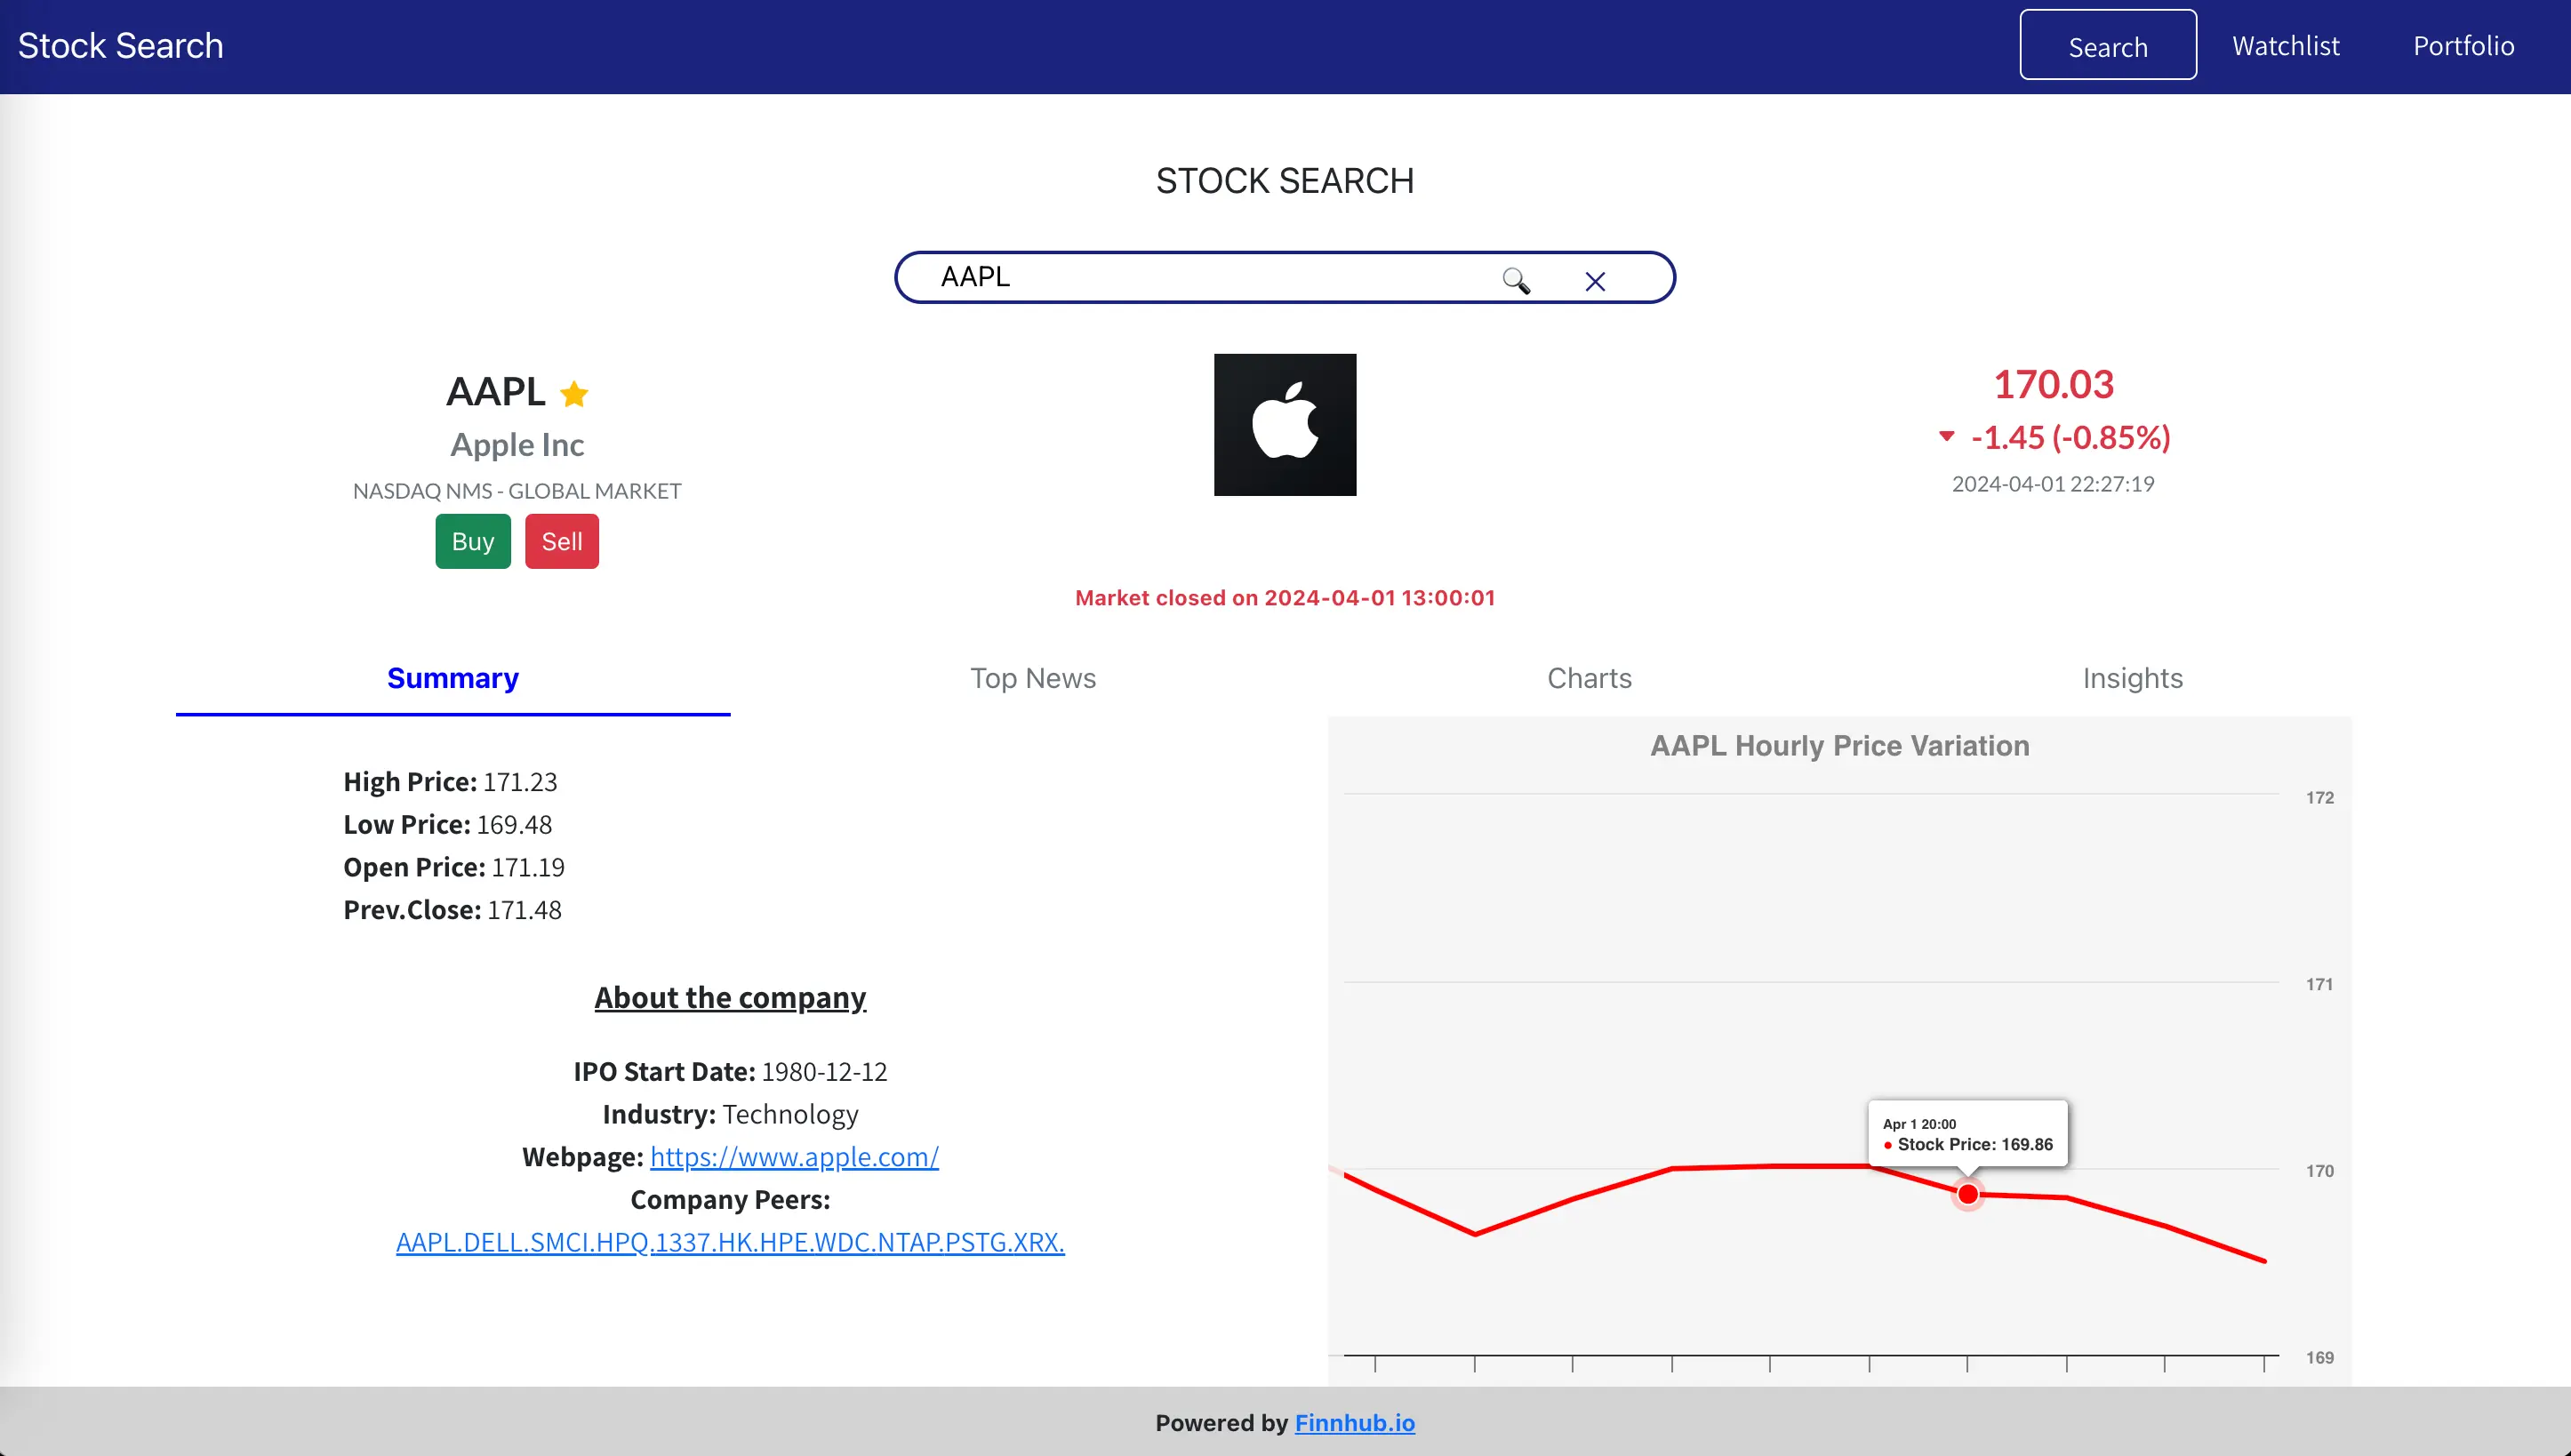 Stock Search
Search
Watchlist
Portfolio
STOCK SEARCH
AAPL
AAPL
Apple Inc
NASDAQ NMS - GLOBAL MARKET
Buy
Sell
170.03
-1.45 (-0.85%)
2024-04-01 22:27:19
Market closed on 2024-04-01 13:00:01
Summary
Top News
Charts
Insights
High Price: 171.23
Low Price: 169.48
Open Price: 171.19
Prev.Close: 171.48
About the company
IPO Start Date: 1980-12-12
Industry: Technology
Webpage: https://www.apple.com/
Company Peers:
AAPL.DELL.SMCI.HPQ.1337.HK.HPE.WDC.NTAP.PSTG.XRX.
AAPL Hourly Price Variation
172
171
170
169
Apr 1 20:00
Stock Price: 169.86
Powered by Finnhub.io